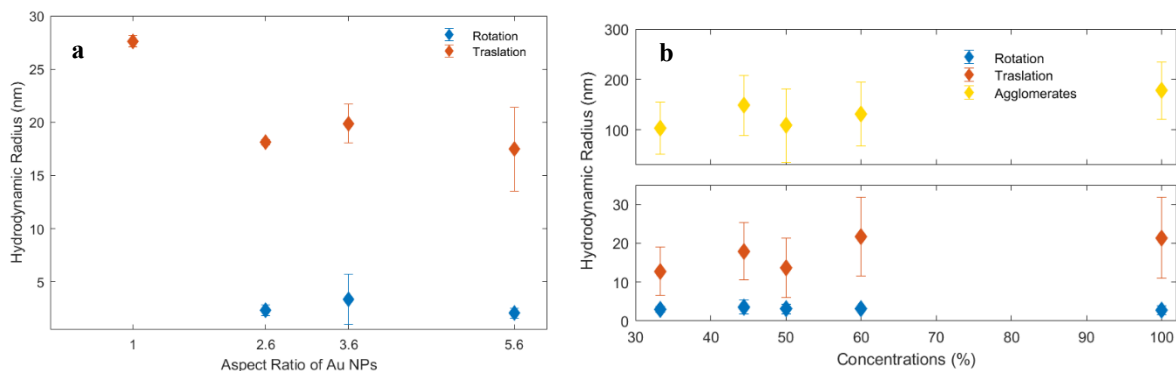 a
30
25
20
15
10
5
Hydrodynamic Radius (nm)
Rotation
Traslation
1
2.6
3.6
5.6
Aspect Ratio of Au NPs
b
300
200
100
30
20
10
0
Hydrodynamic Radius (nm)
Rotation
Traslation
Agglomerates
30
40
50
60
70
80
90
100
Concentrations (%)